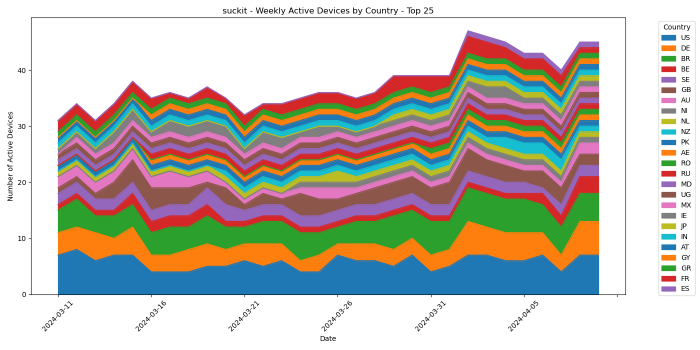 suckit - Weekly Active Devices by Country - Top 25
Number of Active Devices
40
30
20
10
0
2024-03-11
2024-03-16
2024-03-21
2024-03-26
2024-03-31
2024-04-05
Date
Country
US
DE
BR
BE
SE
GB
AU
NI
NL
NZ
PK
AE
RO
RU
MD
UG
MX
IE
JP
IN
AT
GY
GR
FR
ES